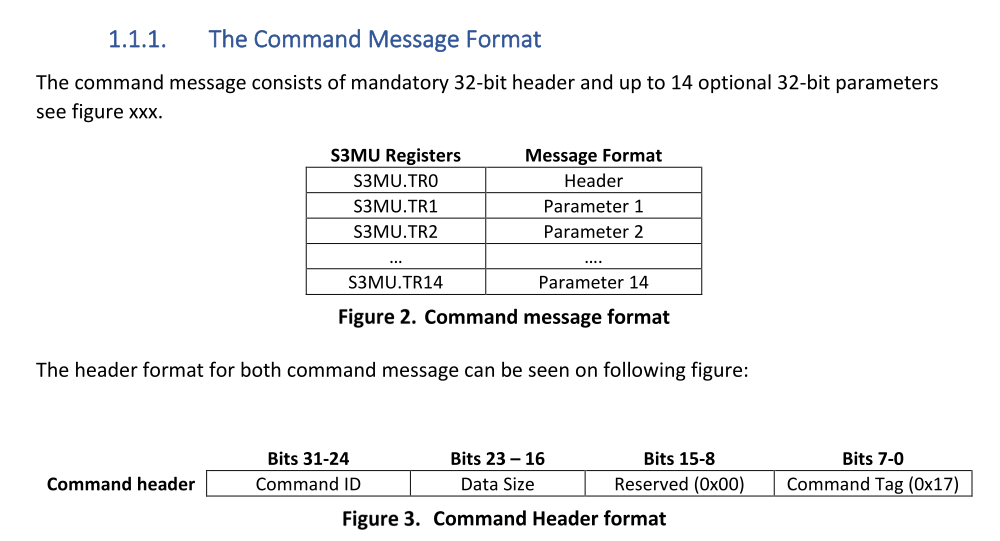 1.1.1. The Command Message Format
The command message consists of mandatory 32-bit header and up to 14 optional 32-bit parameters
see figure xxx.
S3MU Registers Message Format
S3MU.TR0 Header
S3MU.TR1 Parameter 1
S3MU.TR2 Parameter 2
... ....
S3MU.TR14 Parameter 14
Figure 2. Command message format
The header format for both command message can be seen on following figure:
Bits 31-24 Bits 23 – 16 Bits 15-8 Bits 7-0
Command header Command ID Data Size Reserved (0x00) Command Tag (0x17)
Figure 3. Command Header format